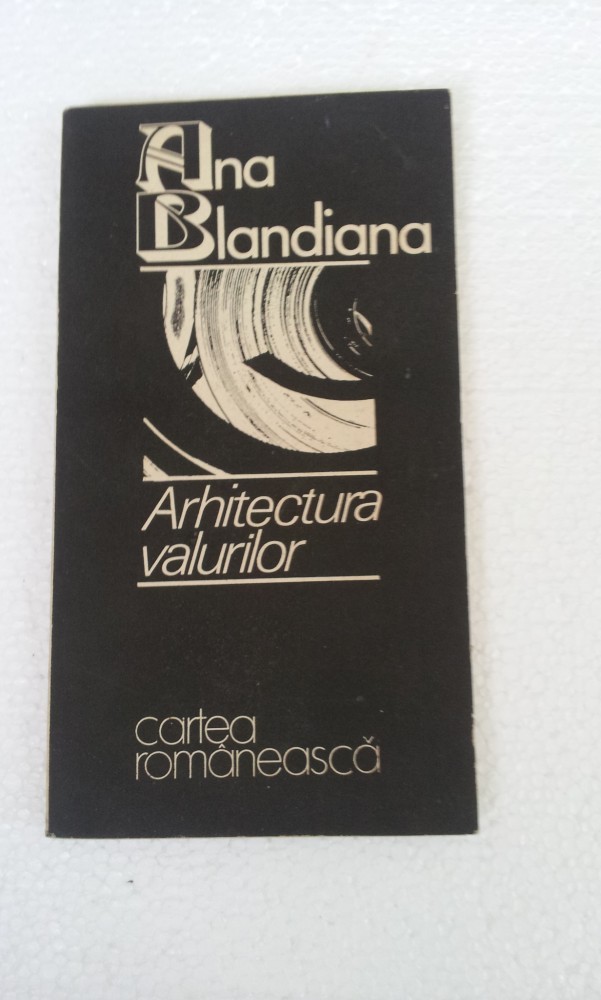 Ana
Blandiana
Arhitectura
valurilor
cartea
românească